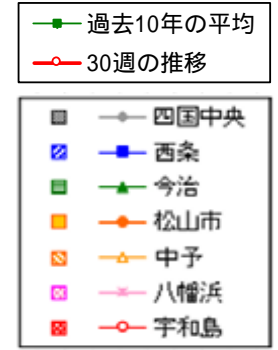 過去10年の平均
30週の推移
四国中央
西条
今治
松山市
中予
八幡浜
宇和島